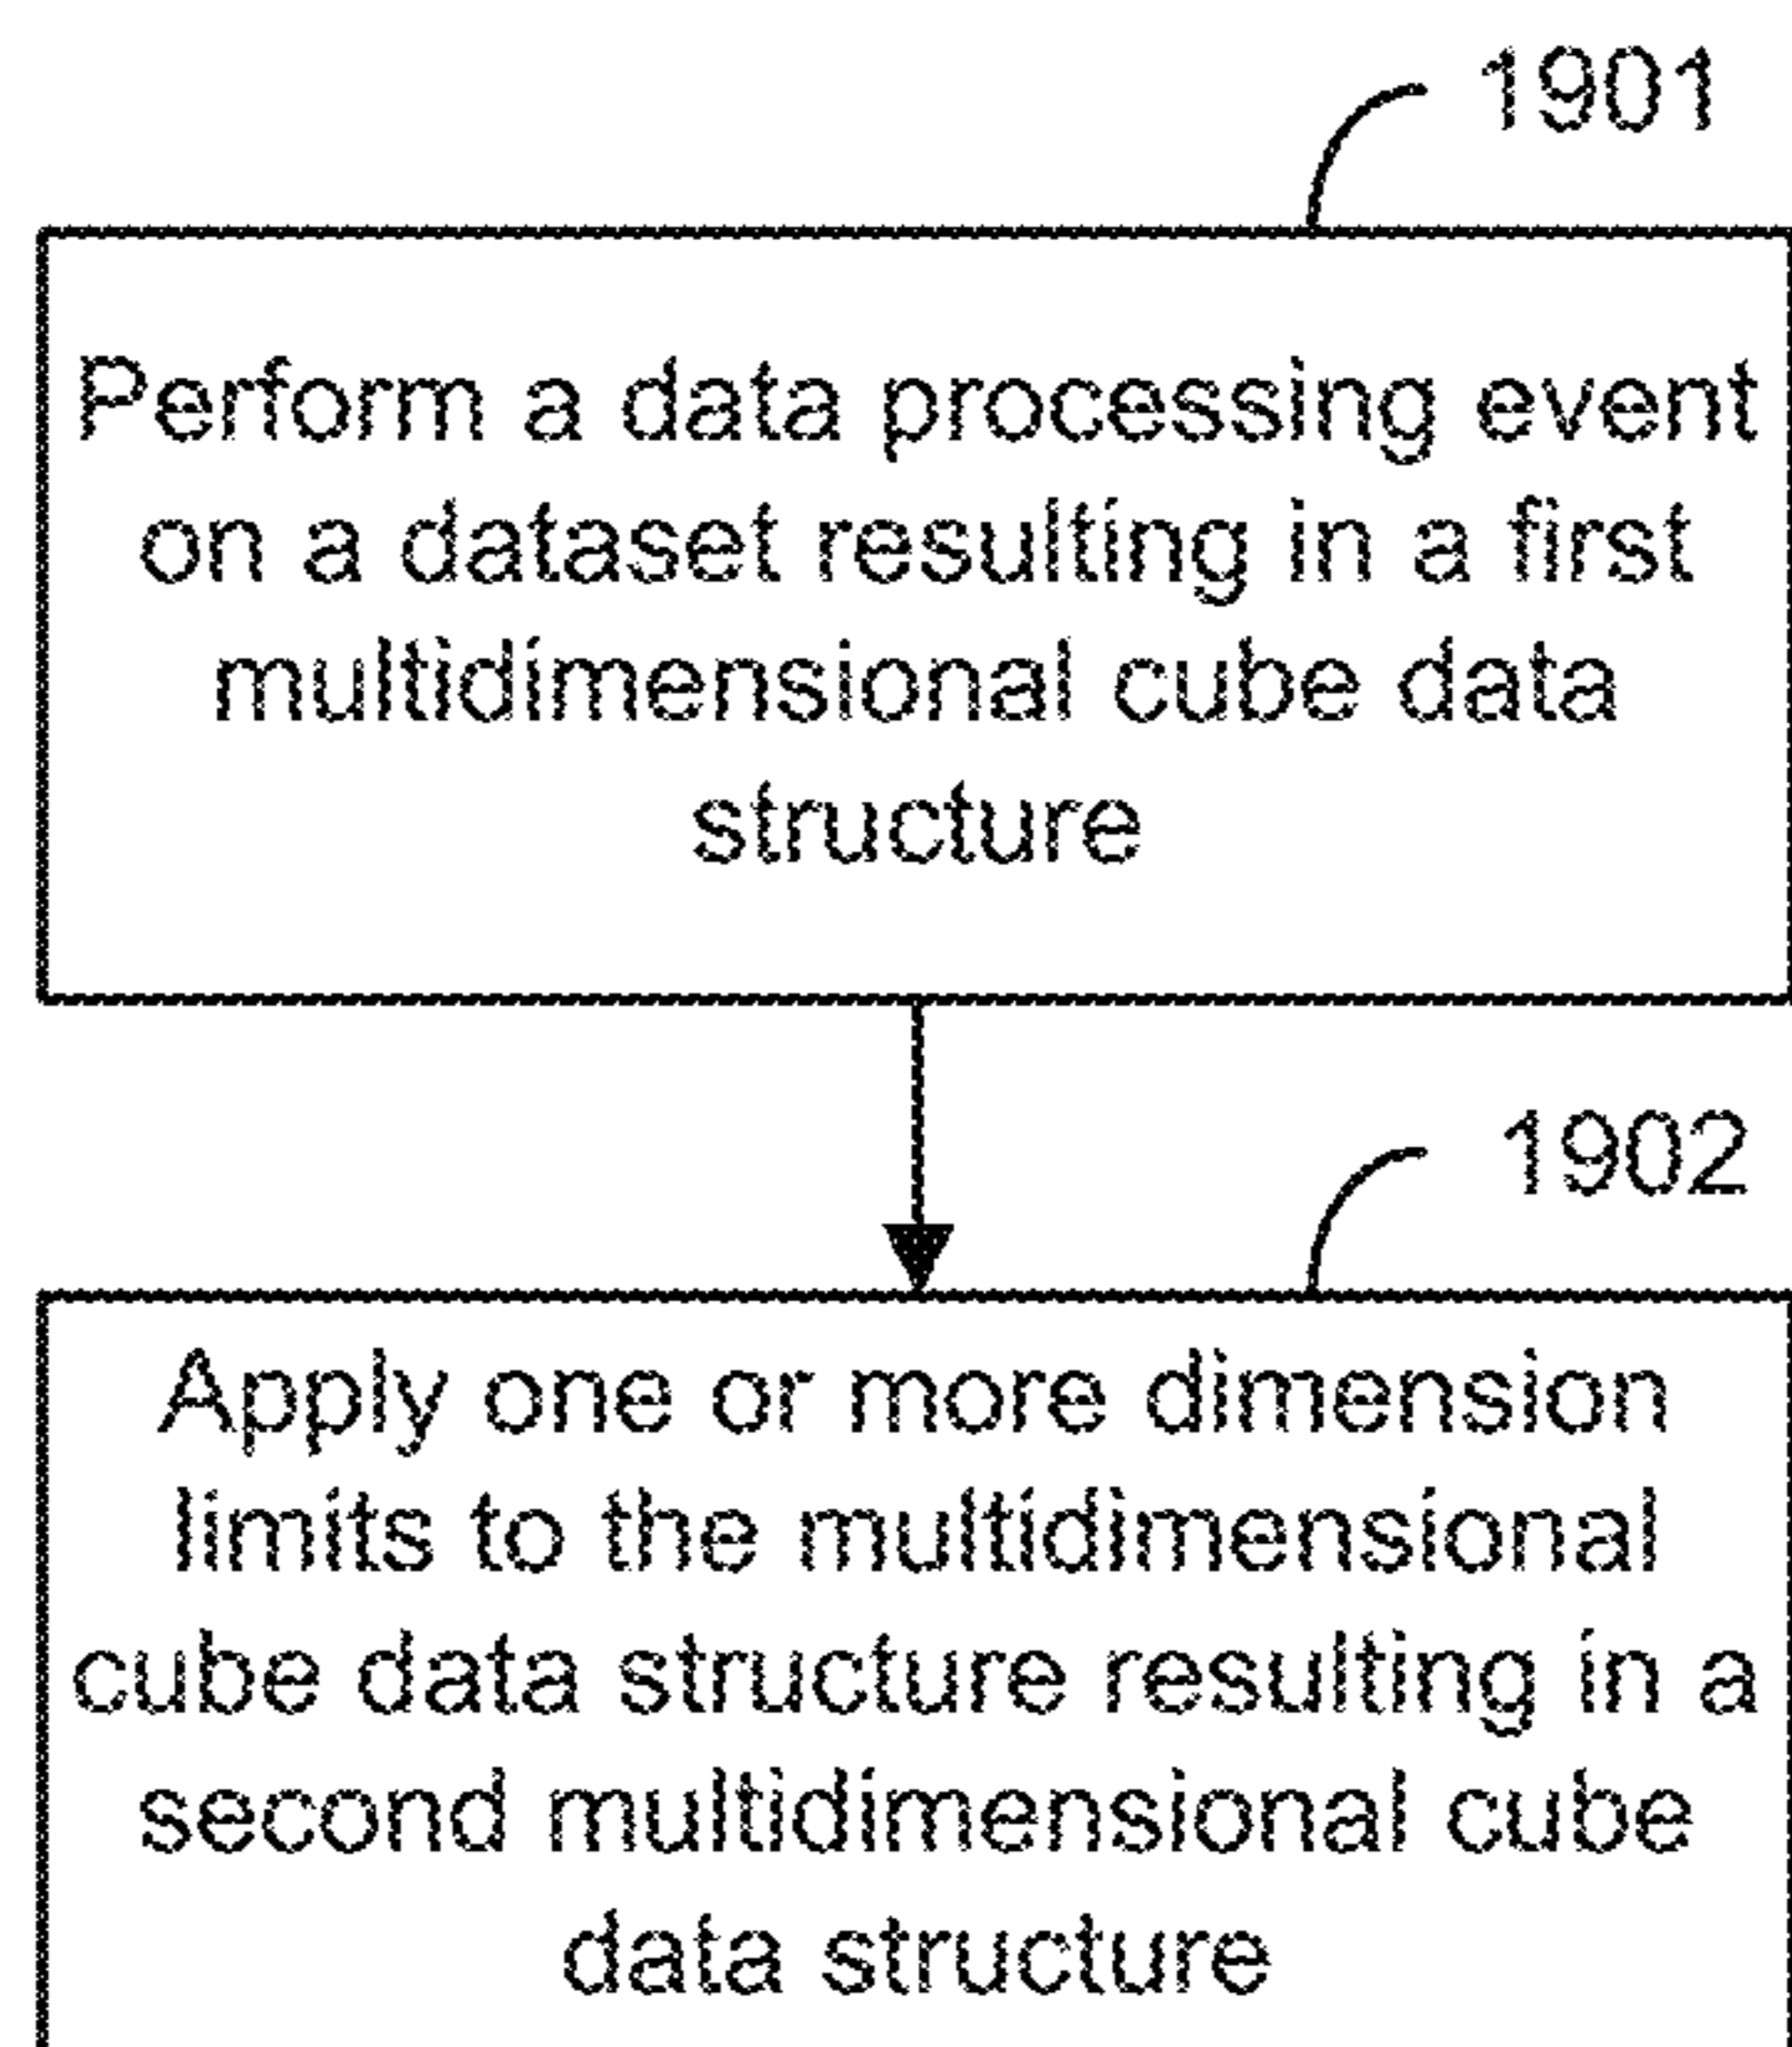 1901
Perform a data processing event
on a dataset resulting in a first
multidimensional cube data
structure
1902
Apply one or more dimension
limits to the multidimensional
cube data structure resulting in a
second multidimensional cube
data structure